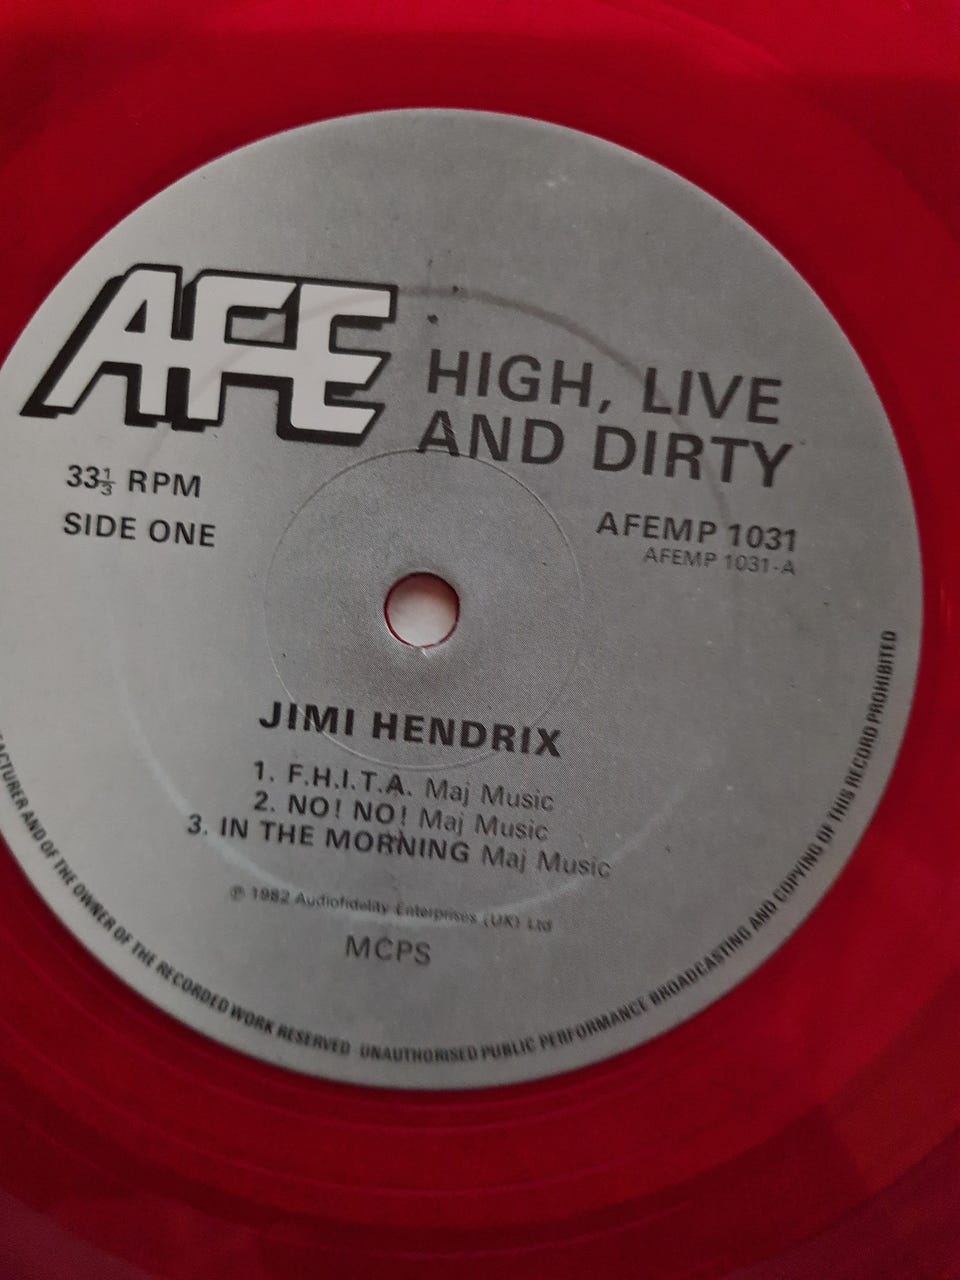 AFE
HIGH, LIVE
AND DIRTY
33⅓ RPM
SIDE ONE
AFEMP 1031
AFEMP 1031-A
JIMI HENDRIX
1. F.H.I.T.A. Maj Music
2. NO! NO! Maj Music
3. IN THE MORNING Maj Music
℗ 1982 Audiofidelity Enterprises (UK) Ltd
MCPS
AND OF THE OWNER OF THE RECORDED WORK RESERVED UNAUTHORISED PUBLIC PERFORMANCE BROADCASTING AND COPYING OF THIS RECORD PROHIBITED